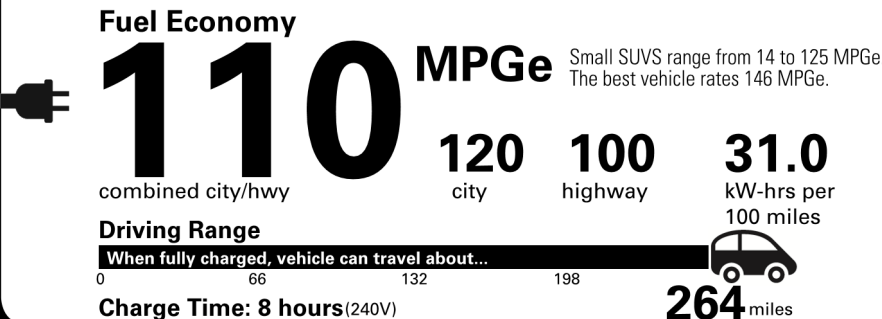 Fuel Economy
110 MPGe
Small SUVS range from 14 to 125 MPGe
The best vehicle rates 146 MPGe.
120 100 31.0
combined city/hwy city highway kW-hrs per
100 miles
Driving Range
When fully charged, vehicle can travel about...
0 66 132 198
264 miles
Charge Time: 8 hours (240V)